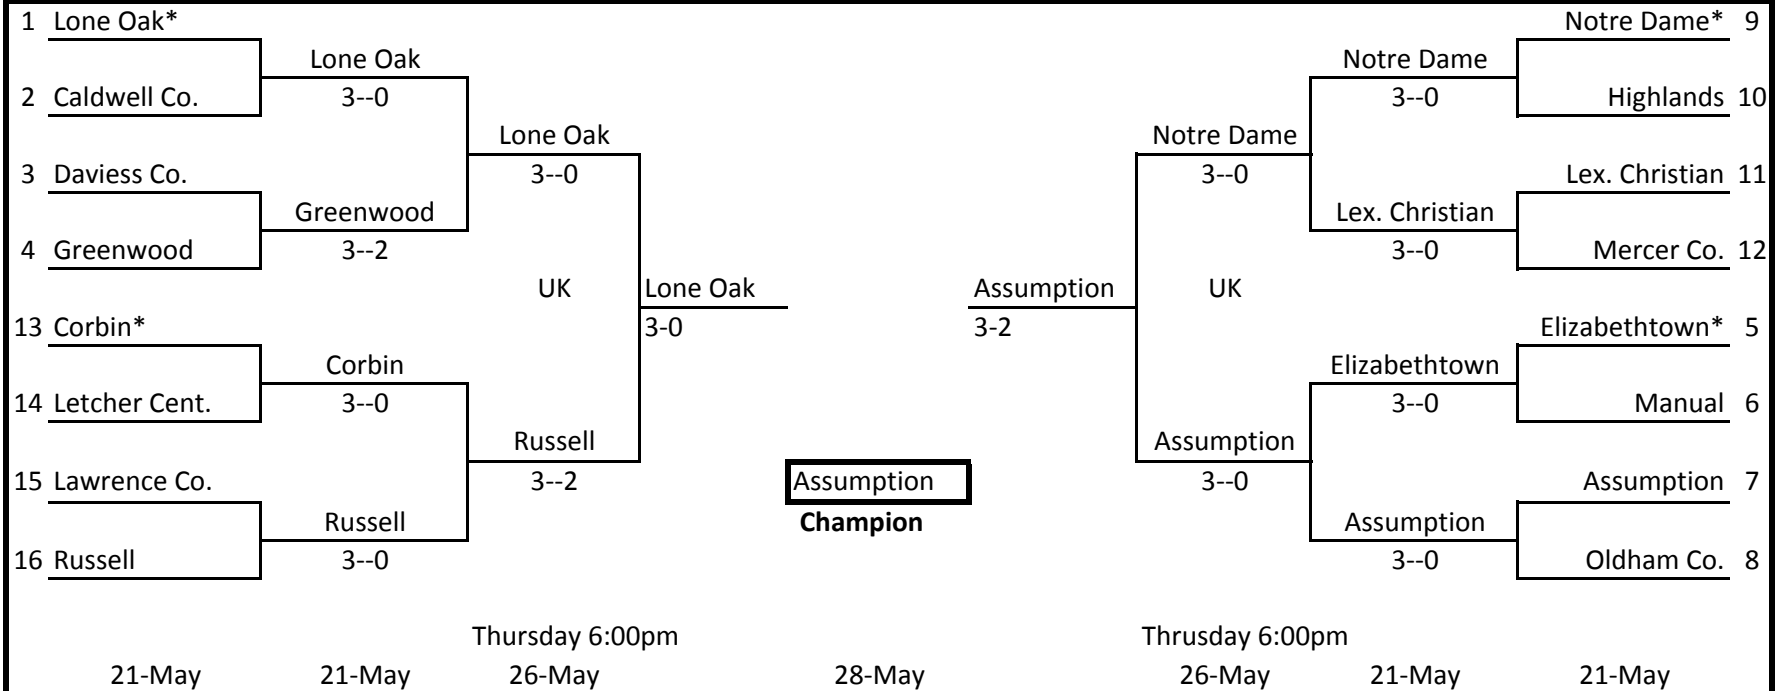 1 Lone Oak* Notre Dame* 9
Lone Oak Notre Dame
2 Caldwell Co. 3--0 3--0 Highlands 10
Lone Oak Notre Dame
3 Daviess Co. 3--0 3--0 Lex. Christian 11
Greenwood Lex. Christian
4 Greenwood 3--2 3--0 Mercer Co. 12
UK Lone Oak Assumption UK
13 Corbin* 3-0 3-2 Elizabethtown* 5
Corbin Elizabethtown
14 Letcher Cent. 3--0 3--0 Manual 6
Russell Assumption
15 Lawrence Co. 3--2 Assumption 3--0 Assumption 7
Russell Champion Assumption
16 Russell 3--0 3--0 Oldham Co. 8
Thursday 6:00pm Thrusday 6:00pm
21-May 21-May 26-May 28-May 26-May 21-May 21-May